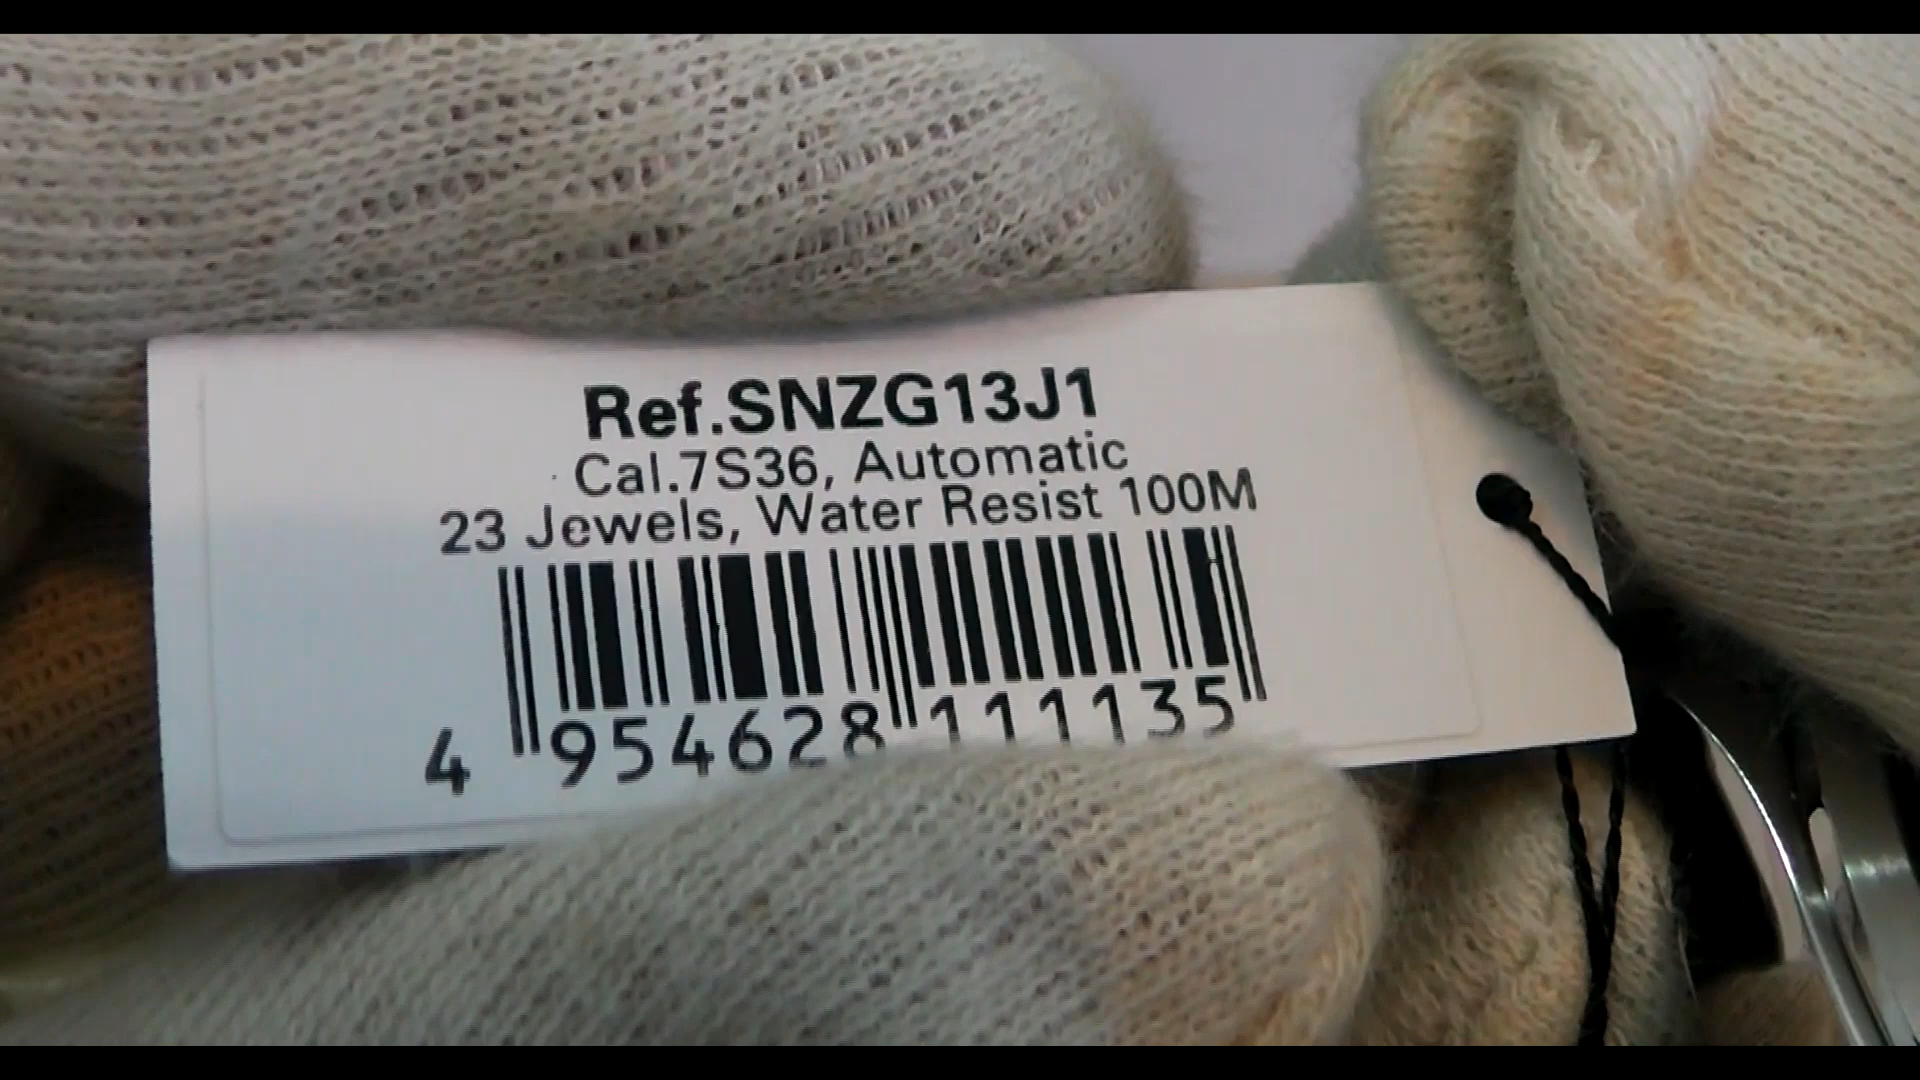 Ref.SNZG13J1
Cal.7S36, Automatic
23 Jewels, Water Resist 100M
4 954628 111135